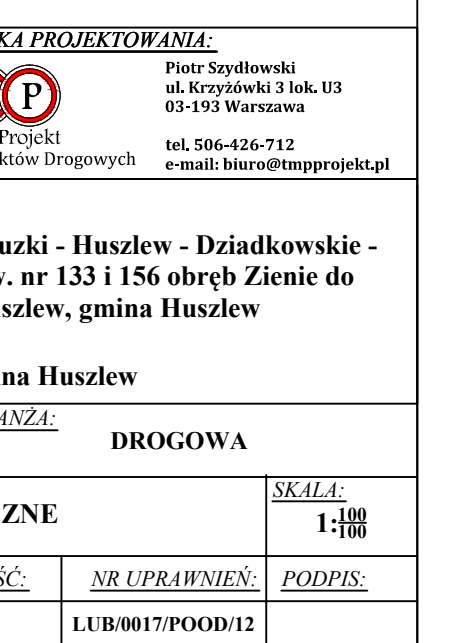 KA PROJEKTOWANIA:
P
Projekt
któw Drogowych
Piotr Szydłowski
ul. Krzyżówki 3 lok. U3
03-193 Warszawa
tel. 506-426-712
e-mail: biuro@tmpprojekt.pl
uzki - Huszlew - Dziadkowskie -
w. nr 133 i 156 obręb Zienie do
szlew, gmina Huszlew
na Huszlew
ANŻA:
DROGOWA
ZNE
SKALA:
1:100
100
ŚĆ:
NR UPRAWNIEŃ:
PODPIS:
LUB/0017/POOD/12